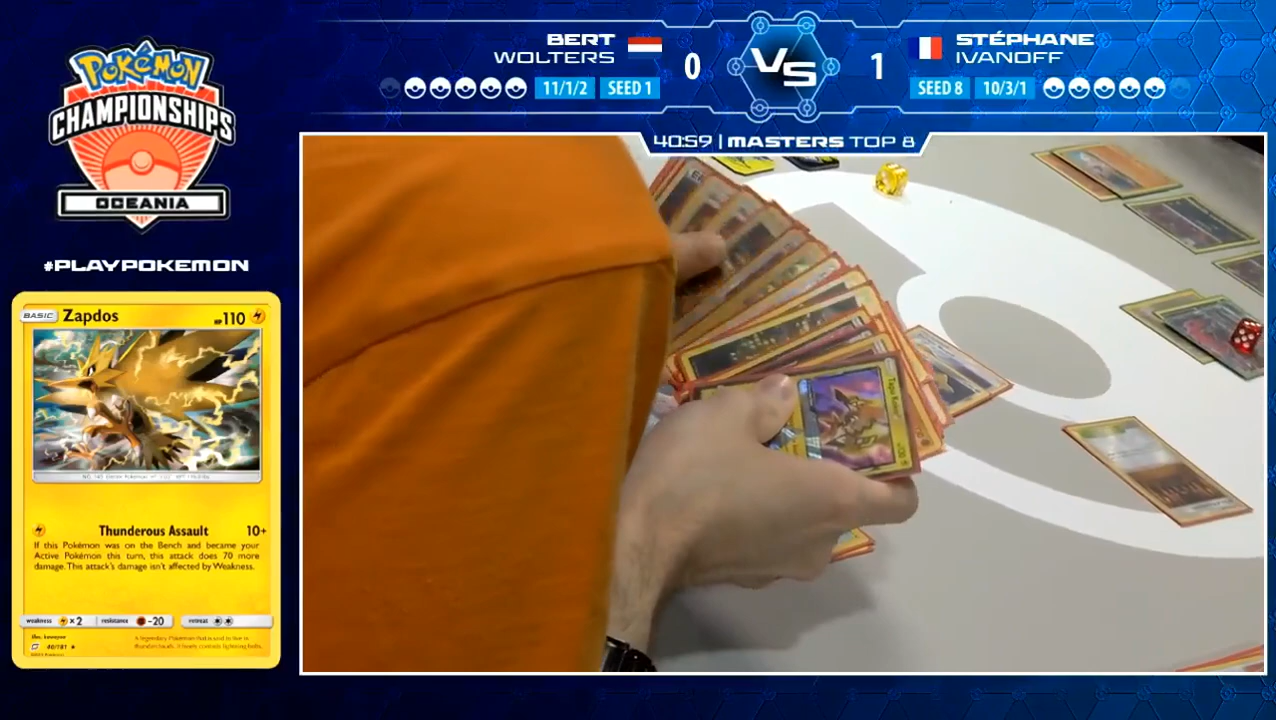 Pokémon
CHAMPIONSHIPS
OCEANIA
#PLAYPOKEMON
BERT
WOLTERS
0
11/1/2
SEED 1
VS
1
STÉPHANE
IVANOFF
SEED 8
10/3/1
40:59 | MASTERS TOP 8
BASIC Zapdos HP110
Thunderous Assault 10+
If this Pokémon was on the Bench and became your
Active Pokémon this turn, this attack does 70 more
damage. This attack's damage isn't affected by Weakness.
weakness ×2 resistance -20 retreat
40/181